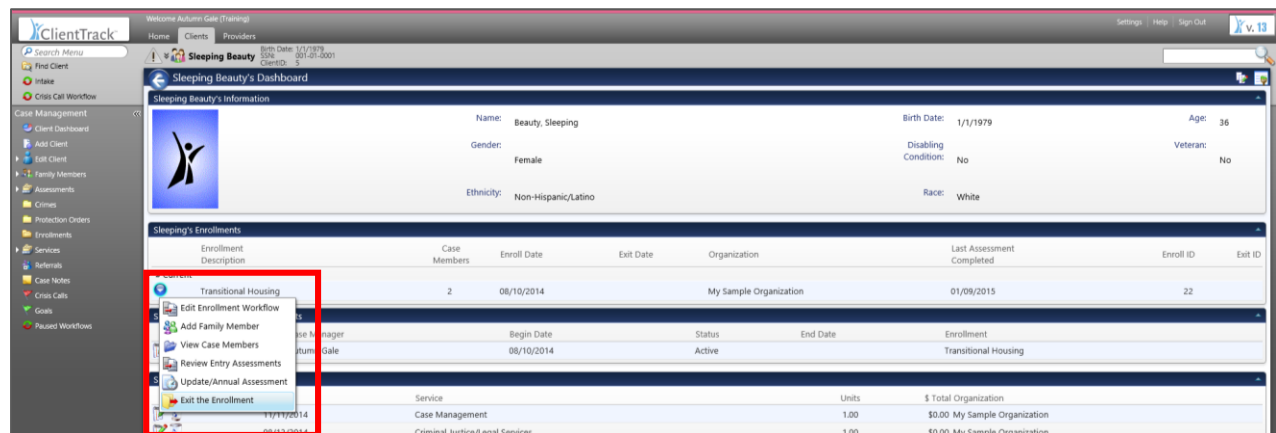 Welcome Autumn Gale (Training)
Settings | Help | Sign Out
ClientTrack
v. 13
Home Clients Providers
Search Menu
Find Client
Intake
Crisis Call Workflow
Case Management
Client Dashboard
Add Client
Edit Client
Family Members
Assessments
Crimes
Protection Orders
Enrollments
Services
Referrals
Case Notes
Crisis Calls
Goals
Paused Workflows
Sleeping Beauty
Birth Date: 1/1/1979
SSN: 001-01-0001
ClientID: 5
Sleeping Beauty's Dashboard
Sleeping Beauty's Information
Name: Beauty, Sleeping Birth Date: 1/1/1979 Age: 36
Gender: Female Disabling Condition: No Veteran: No
Ethnicity: Non-Hispanic/Latino Race: White
Sleeping's Enrollments
Enrollment Description Case Members Enroll Date Exit Date Organization Last Assessment Completed Enroll ID Exit ID
Current
Transitional Housing 2 08/10/2014 My Sample Organization 01/09/2015 22
Edit Enrollment Workflow
Add Family Member
View Case Members
Review Entry Assessments
Update/Annual Assessment
Exit the Enrollment
Begin Date Status End Date Enrollment
Gale 08/10/2014 Active Transitional Housing
Service Units $ Total Organization
11/11/2014 Case Management 1.00 $0.00 My Sample Organization
08/12/2014 Criminal Justice/Legal Services 1.00 $0.00 My Sample Organization